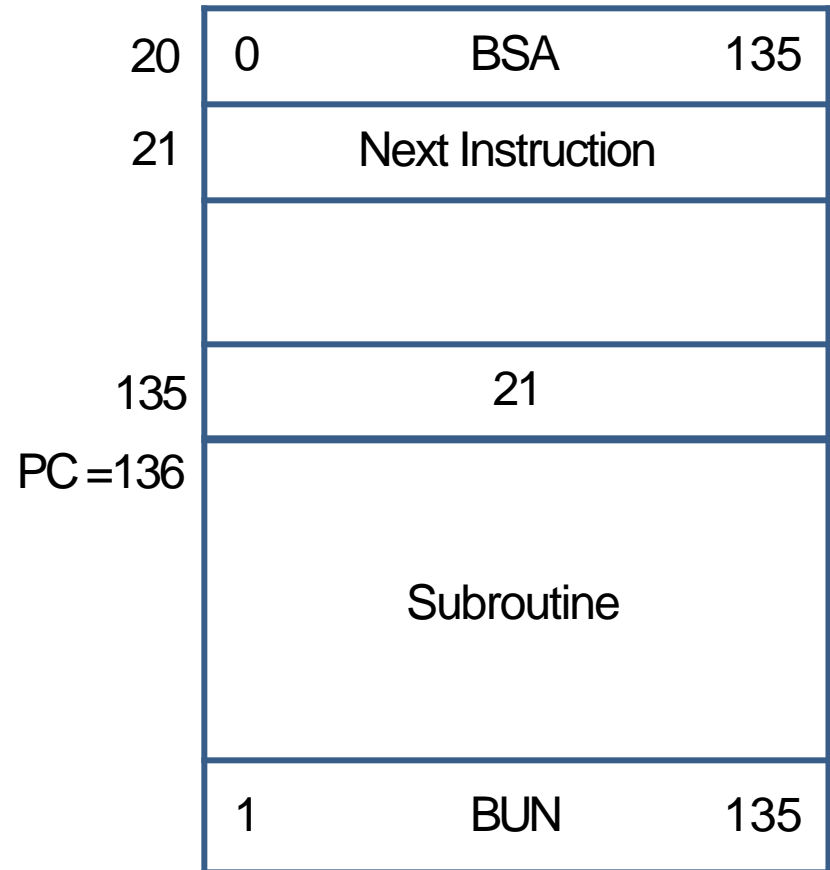 20 0 BSA 135
21 Next Instruction
135 21
PC =136
Subroutine
1 BUN 135